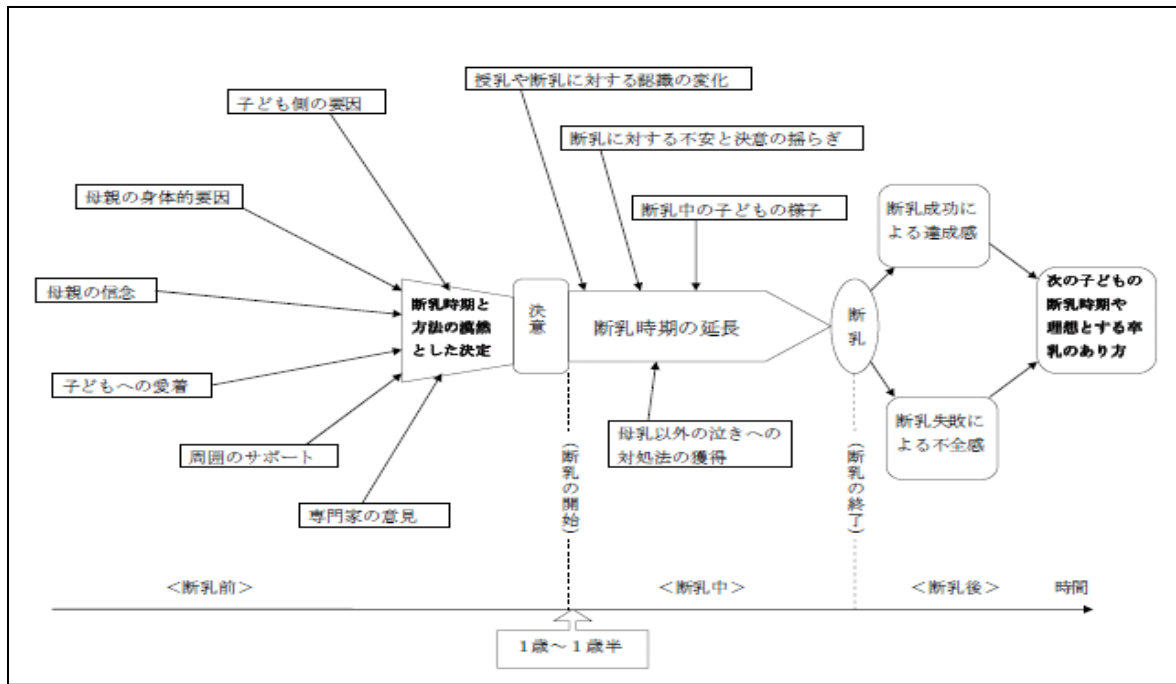 授乳や断乳に対する認識の変化
子ども側の要因
断乳に対する不安と決意の揺らぎ
母親の身体的要因
断乳中の子どもの様子
断乳成功に
よる達成感
母親の信念
断乳時期と
方法の漠然
とした決定
決意
断乳時期の延長
断乳
次の子どもの
断乳時期や
理想とする卒
乳のあり方
子どもへの愛着
周囲のサポート
母乳以外の泣きへの
対処法の獲得
断乳失敗に
よる不全感
専門家の意見
(断乳の開始)
(断乳の終了)
<断乳前>
<断乳中>
<断乳後>
時間
1歳~1歳半